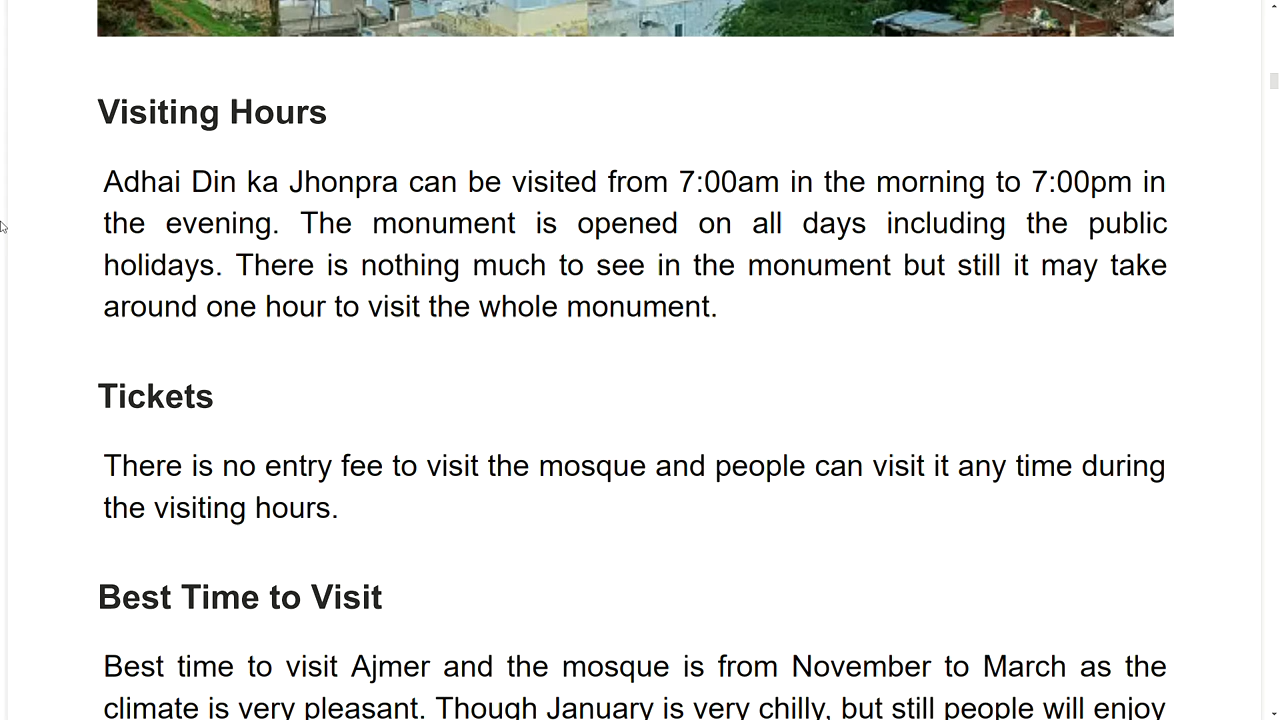 Visiting Hours
Adhai Din ka Jhonpra can be visited from 7:00am in the morning to 7:00pm in
the evening. The monument is opened on all days including the public
holidays. There is nothing much to see in the monument but still it may take
around one hour to visit the whole monument.
Tickets
There is no entry fee to visit the mosque and people can visit it any time during
the visiting hours.
Best Time to Visit
Best time to visit Ajmer and the mosque is from November to March as the
climate is very pleasant. Though January is very chilly, but still people will enjoy